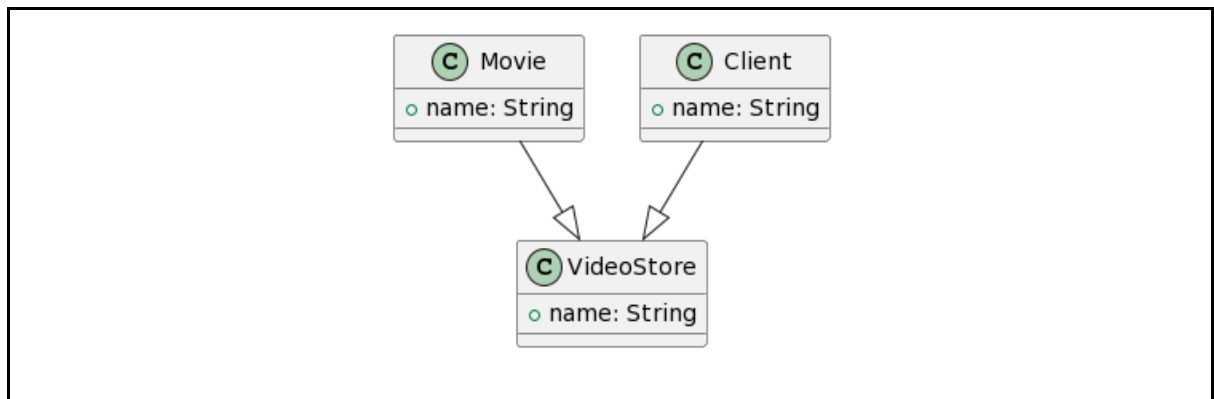 C Movie
+ name: String
C Client
+ name: String
C VideoStore
+ name: String